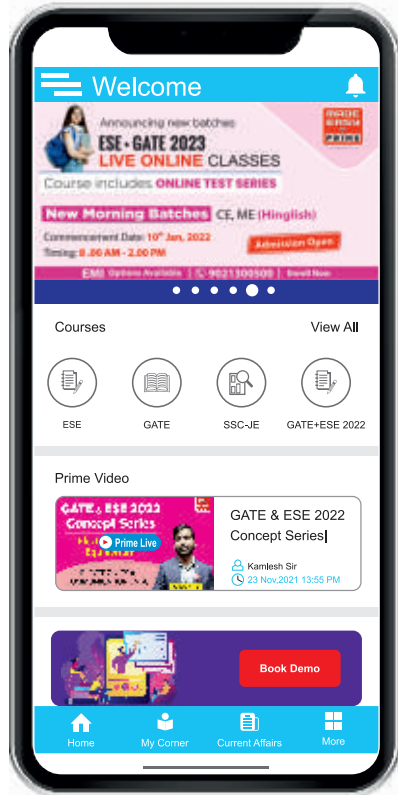 Welcome
Announcing new batches
MADE
EASY
PRIME
ESE + GATE 2023
LIVE ONLINE CLASSES
Course includes ONLINE TEST SERIES
New Morning Batches CE, ME (Hinglish)
Commencement Date: 10th Jan, 2022
Timing: 8.00 AM - 2.00 PM
Admission Open
EMI Options Available | 9021300500 | Enroll Now
Courses View All
ESE GATE SSC-JE GATE+ESE 2022
Prime Video
GATE & ESE 2022
Concept Series
Prime Live
GATE & ESE 2022
Concept Series
Kamlesh Sir
23 Nov,2021 13:55 PM
Book Demo
Home My Corner Current Affairs More